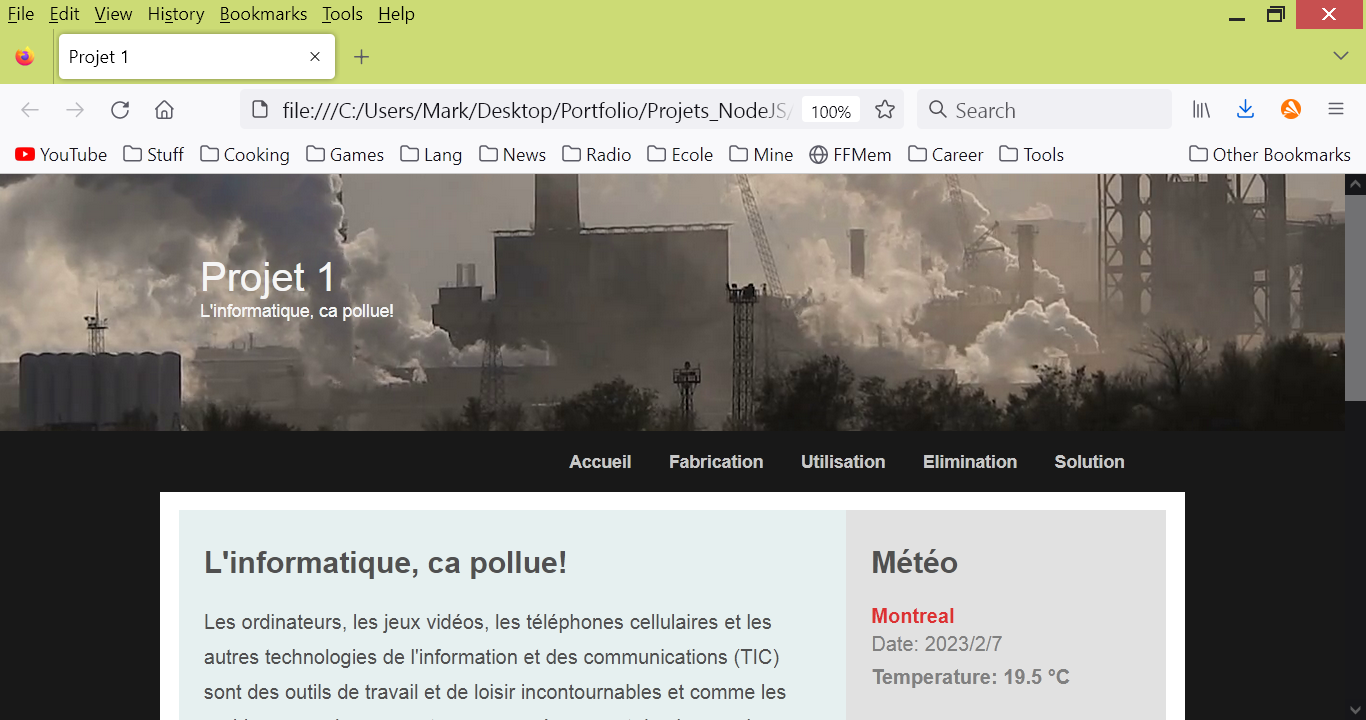 File Edit View History Bookmarks Tools Help
Projet 1
file:///C:/Users/Mark/Desktop/Portfolio/Projets_NodeJS/ 100% Search
YouTube Stuff Cooking Games Lang News Radio Ecole Mine FFMem Career Tools Other Bookmarks
Projet 1
L'informatique, ca pollue!
Accueil Fabrication Utilisation Elimination Solution
L'informatique, ca pollue!
Les ordinateurs, les jeux vidéos, les téléphones cellulaires et les
autres technologies de l'information et des communications (TIC)
sont des outils de travail et de loisir incontournables et comme les
Météo
Montreal
Date: 2023/2/7
Temperature: 19.5 °C